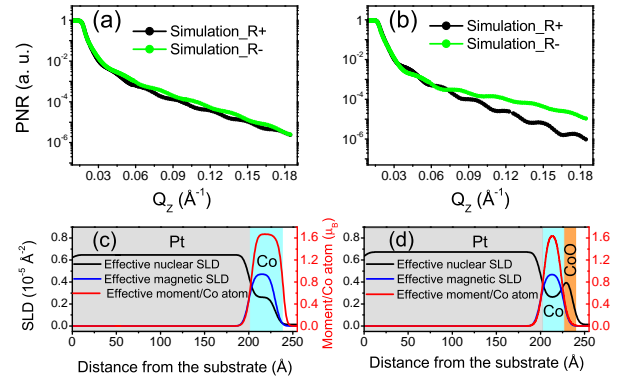 (a)
Simulation_R+
Simulation_R-
PNR (a. u.)
1
10⁻²
10⁻⁴
10⁻⁶
0.03 0.06 0.09 0.12 0.15 0.18
Q_Z (Å⁻¹)
(b)
Simulation_R+
Simulation_R-
1
10⁻²
10⁻⁴
10⁻⁶
0.03 0.06 0.09 0.12 0.15 0.18
Q_Z (Å⁻¹)
(c)
Pt
Co
Effective nuclear SLD
Effective magnetic SLD
Effective moment/Co atom
SLD (10⁻⁵ Å⁻²)
0.8
0.6
0.4
0.2
0.0
Moment/Co atom (μ_B)
1.6
1.2
0.8
0.4
0.0
0 50 100 150 200 250
Distance from the substrate (Å)
(d)
Pt
Co
CoO
Effective nuclear SLD
Effective magnetic SLD
Effective moment/Co atom
0.8
0.6
0.4
0.2
0.0
1.6
1.2
0.8
0.4
0.0
0 50 100 150 200 250
Distance from the substrate (Å)